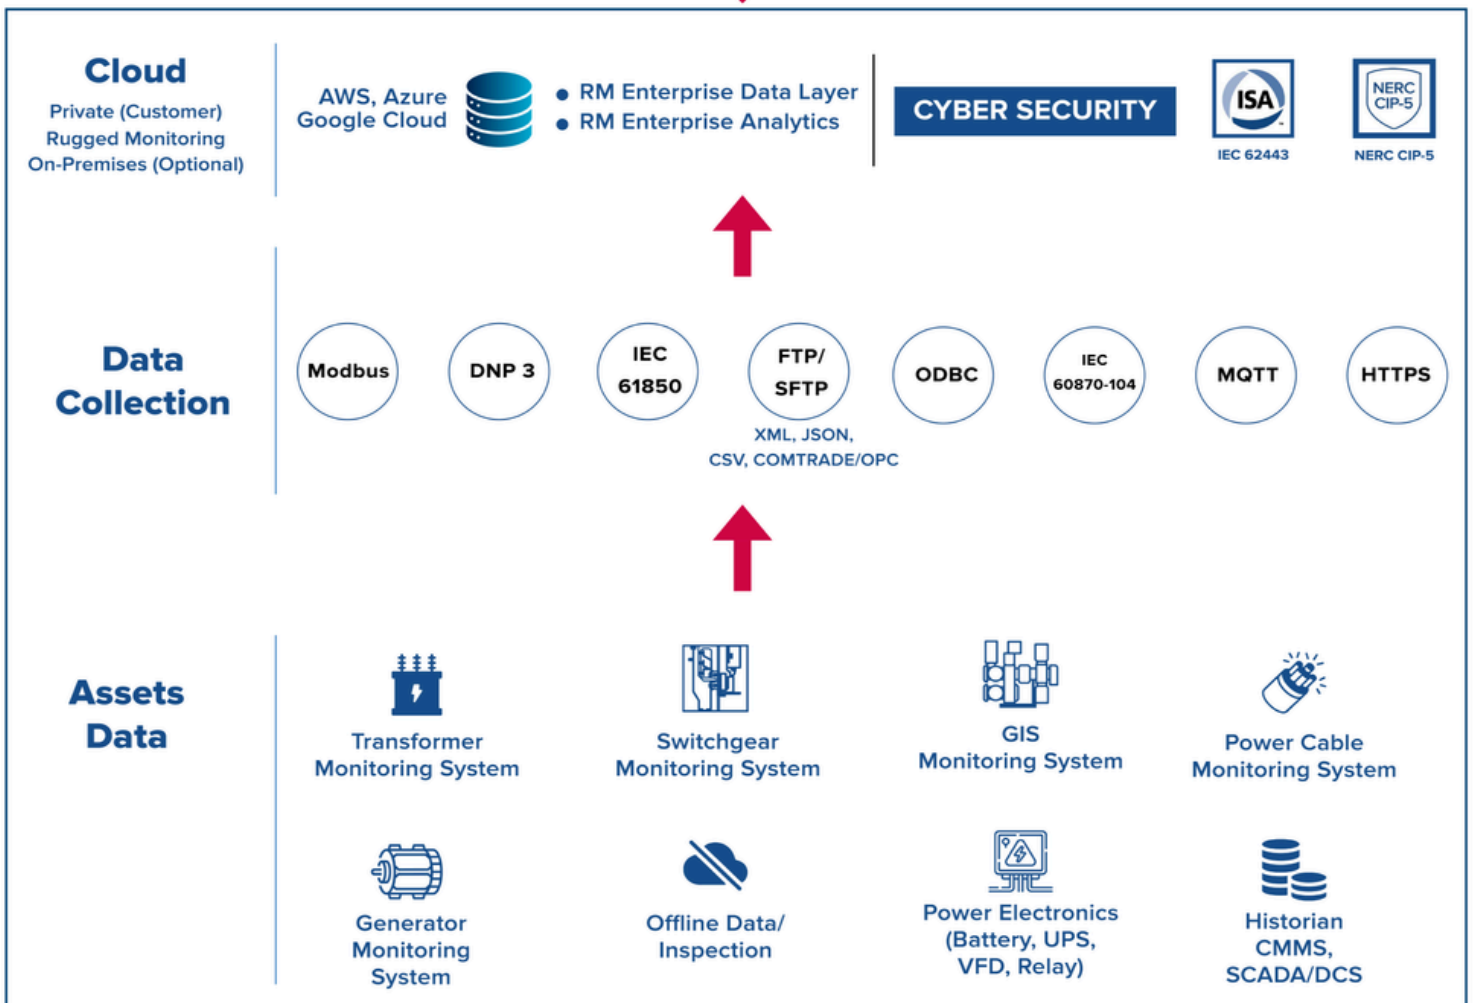 Cloud
Private (Customer)
Rugged Monitoring
On-Premises (Optional)
AWS, Azure
Google Cloud
• RM Enterprise Data Layer
• RM Enterprise Analytics
CYBER SECURITY
ISA
TM
IEC 62443
NERC
CIP-5
NERC CIP-5
Data
Collection
Modbus
DNP 3
IEC
61850
FTP/
SFTP
XML, JSON,
CSV, COMTRADE/OPC
ODBC
IEC
60870-104
MQTT
HTTPS
Assets
Data
Transformer
Monitoring System
Switchgear
Monitoring System
GIS
Monitoring System
Power Cable
Monitoring System
Generator
Monitoring
System
Offline Data/
Inspection
Power Electronics
(Battery, UPS,
VFD, Relay)
Historian
CMMS,
SCADA/DCS